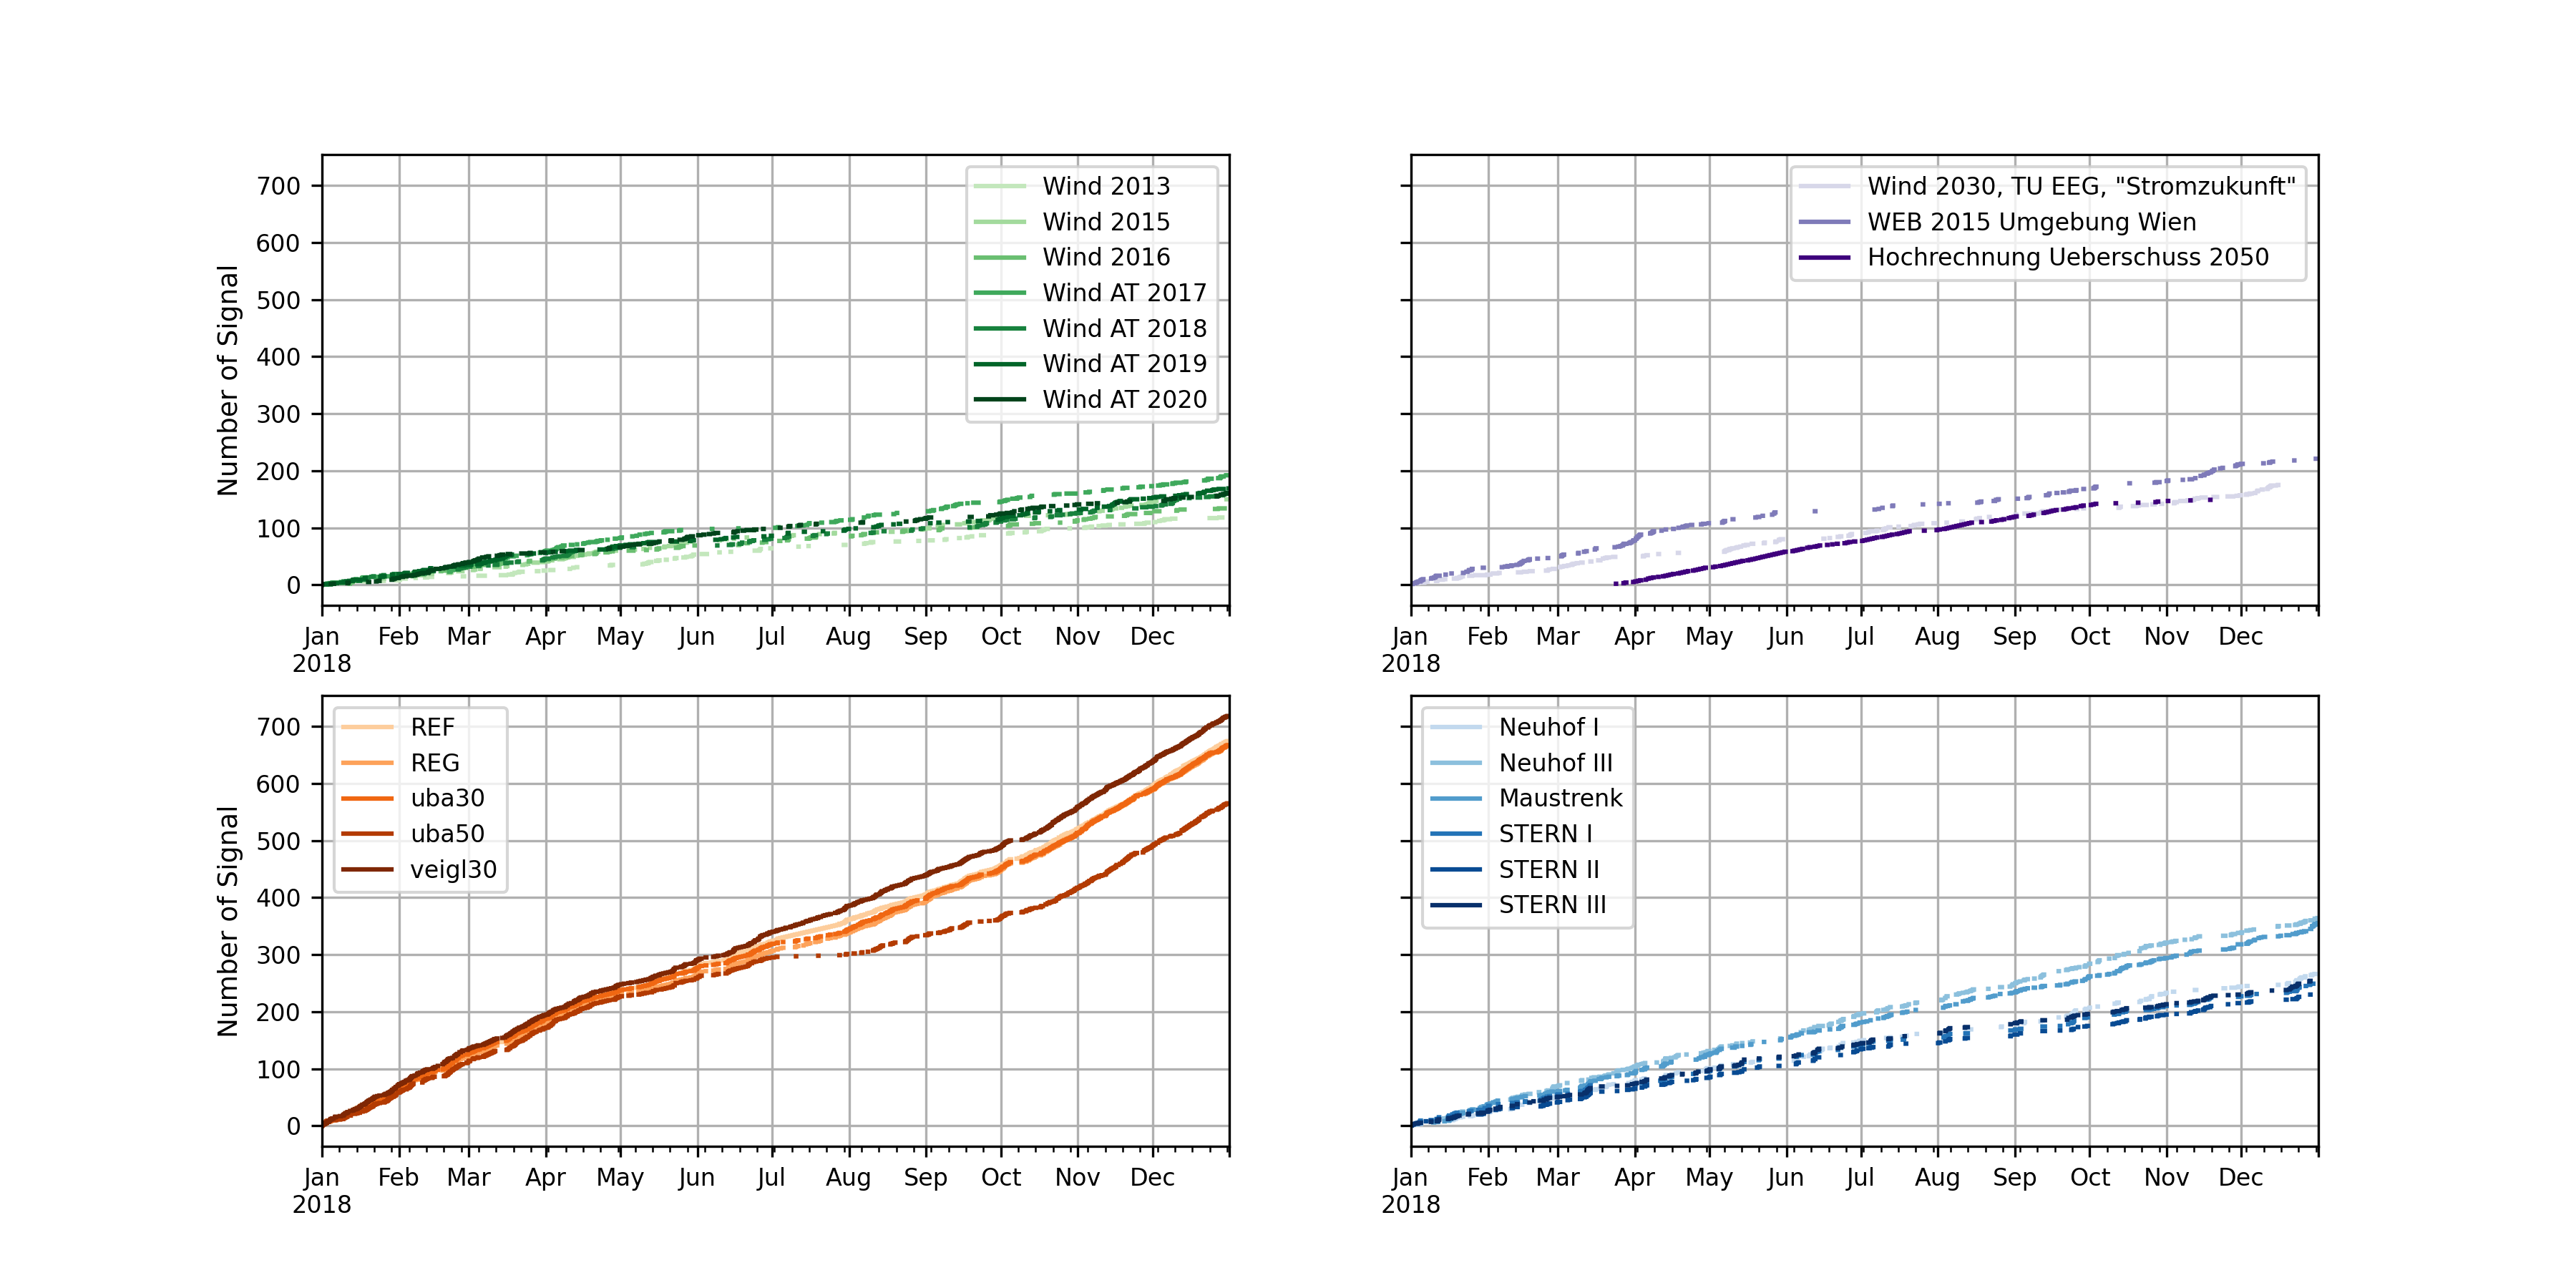 Number of Signal
700
600
500
400
300
200
100
0
Wind 2013
Wind 2015
Wind 2016
Wind AT 2017
Wind AT 2018
Wind AT 2019
Wind AT 2020
Jan Feb Mar Apr May Jun Jul Aug Sep Oct Nov Dec
2018
Wind 2030, TU EEG, "Stromzukunft"
WEB 2015 Umgebung Wien
Hochrechnung Ueberschuss 2050
Jan Feb Mar Apr May Jun Jul Aug Sep Oct Nov Dec
2018
Number of Signal
700
600
500
400
300
200
100
0
REF
REG
uba30
uba50
veigl30
Jan Feb Mar Apr May Jun Jul Aug Sep Oct Nov Dec
2018
Neuhof I
Neuhof III
Maustrenk
STERN I
STERN II
STERN III
Jan Feb Mar Apr May Jun Jul Aug Sep Oct Nov Dec
2018